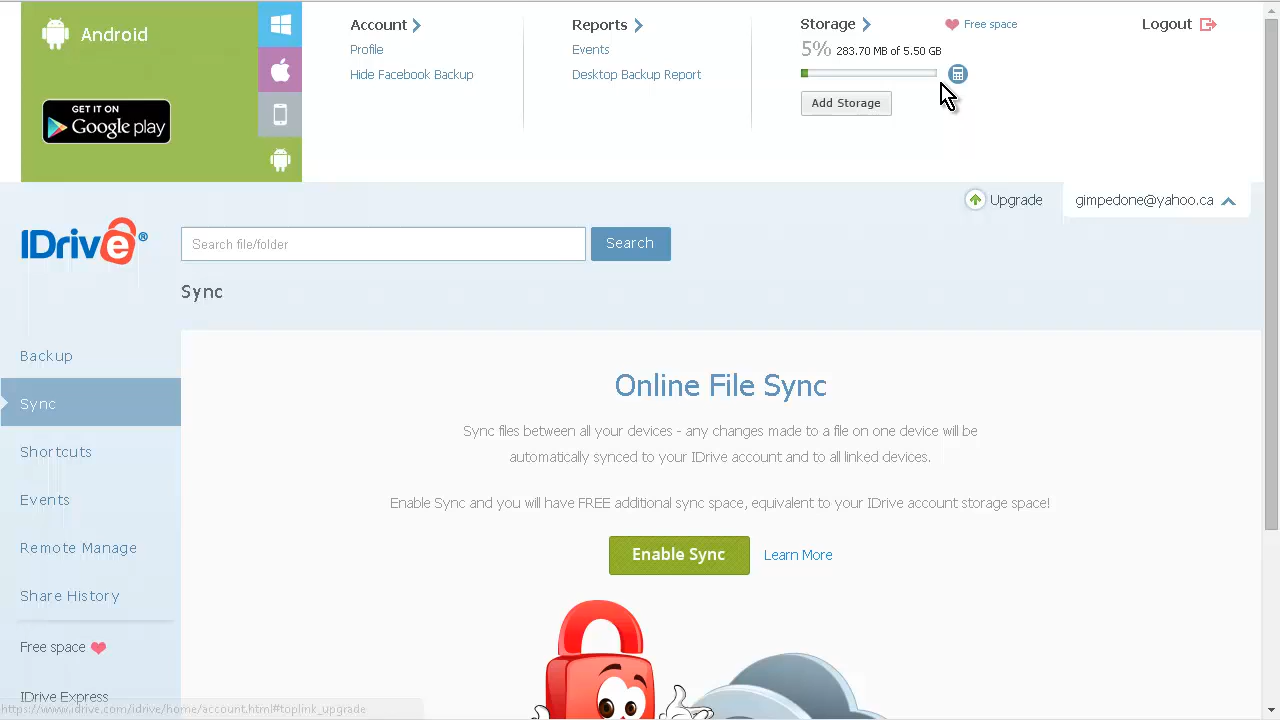 Android
GET IT ON
Google play
Account
Profile
Hide Facebook Backup
Reports
Events
Desktop Backup Report
Storage
Free space
5% 283.70 MB of 5.50 GB
Add Storage
Logout
Upgrade
gimpedone@yahoo.ca
IDrive®
Search file/folder
Search
Sync
Backup
Sync
Shortcuts
Events
Remote Manage
Share History
Free space
IDrive Express
Online File Sync
Sync files between all your devices - any changes made to a file on one device will be
automatically synced to your IDrive account and to all linked devices.
Enable Sync and you will have FREE additional sync space, equivalent to your IDrive account storage space!
Enable Sync
Learn More
https://www.idrive.com/idrive/home/account.html#toplink_upgrade